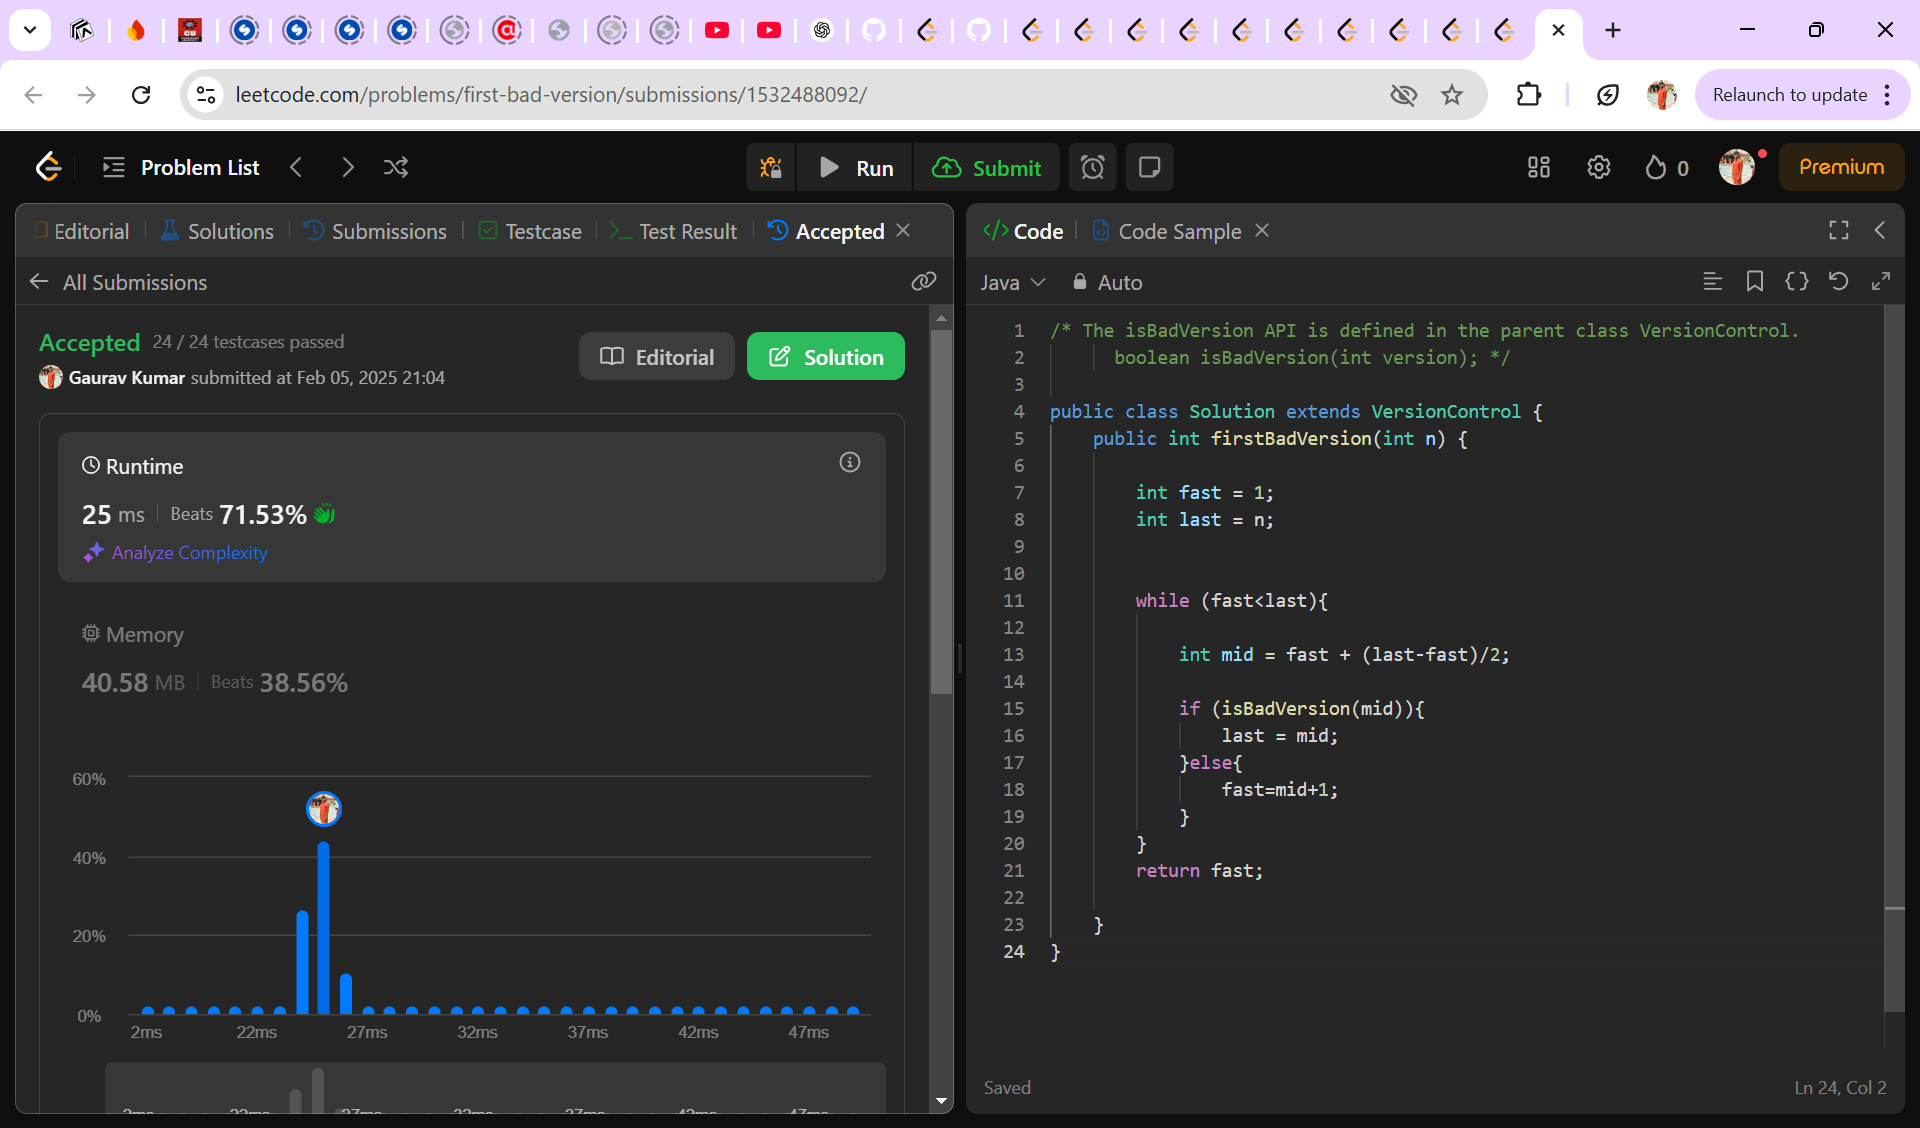 leetcode.com/problems/first-bad-version/submissions/1532488092/
Relaunch to update
Problem List
Run
Submit
0
Premium
Editorial
Solutions
Submissions
Testcase
Test Result
Accepted
All Submissions
Accepted 24 / 24 testcases passed
Gaurav Kumar submitted at Feb 05, 2025 21:04
Editorial
Solution
Runtime
25 ms Beats 71.53%
Analyze Complexity
Memory
40.58 MB Beats 38.56%
60%
40%
20%
0%
2ms 22ms 27ms 32ms 37ms 42ms 47ms
2ms 22ms 27ms 32ms 37ms 42ms 47ms
</> Code
Code Sample
Java
Auto
1 /* The isBadVersion API is defined in the parent class VersionControl.
2 boolean isBadVersion(int version); */
3
4 public class Solution extends VersionControl {
5 public int firstBadVersion(int n) {
6
7 int fast = 1;
8 int last = n;
9
10
11 while (fast<last){
12
13 int mid = fast + (last-fast)/2;
14
15 if (isBadVersion(mid)){
16 last = mid;
17 }else{
18 fast=mid+1;
19 }
20 }
21 return fast;
22
23 }
24 }
Saved
Ln 24, Col 2